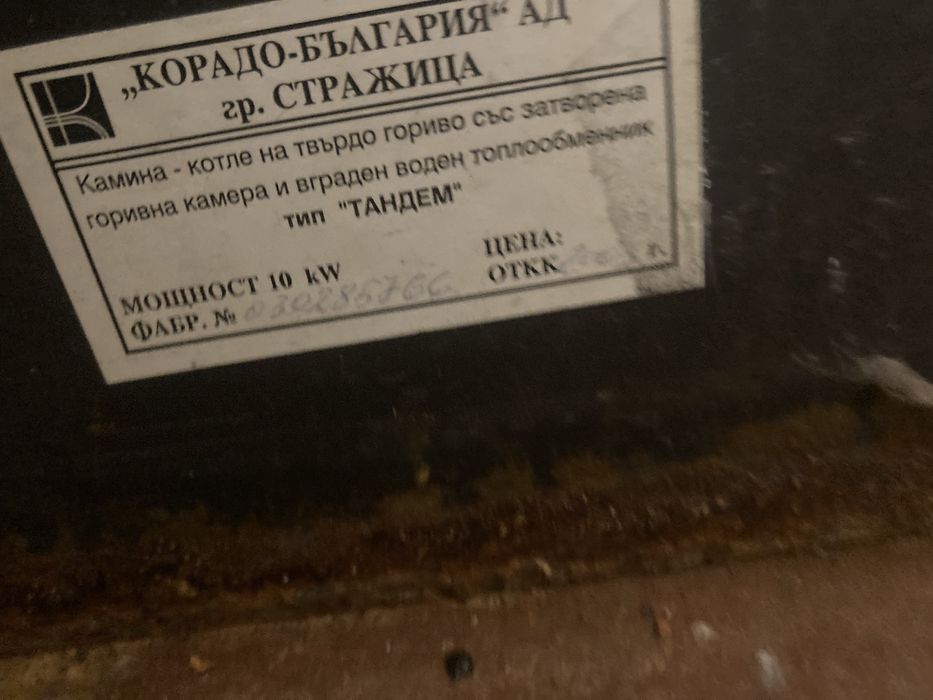 „КОРАДО-БЪЛГАРИЯ“ АД
гр. СТРАЖИЦА
Камина - котле на твърдо гориво със затворена
горивна камера и вграден воден топлообменник
тип "ТАНДЕМ"
МОЩНОСТ 10 kW
ЦЕНА:
ФАБР. №
ОТКК
г.